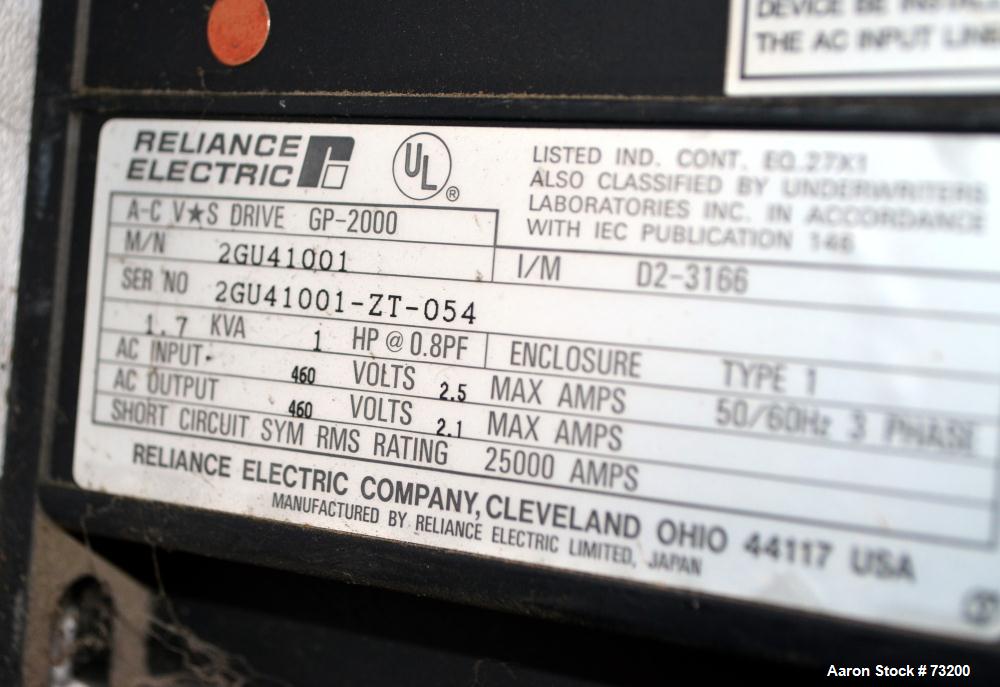 DEVICE BE
THE AC INPUT LINE
RELIANCE
ELECTRIC
UL
®
LISTED IND. CONT. EQ. 27X1
ALSO CLASSIFIED BY UNDERWRITERS
LABORATORIES INC. IN ACCORDANCE
WITH IEC PUBLICATION 146
A-C V★S DRIVE GP-2000
M/N 2GU41001
I/M D2-3166
SER NO 2GU41001-ZT-054
1.7 KVA 1 HP @ 0.8PF ENCLOSURE TYPE 1
AC INPUT 460 VOLTS 2.5 MAX AMPS 50/60Hz 3 PHASE
AC OUTPUT 460 VOLTS 2.1 MAX AMPS
SHORT CIRCUIT SYM RMS RATING 25000 AMPS
RELIANCE ELECTRIC COMPANY, CLEVELAND OHIO 44117 USA
MANUFACTURED BY RELIANCE ELECTRIC LIMITED, JAPAN
Aaron Stock # 73200